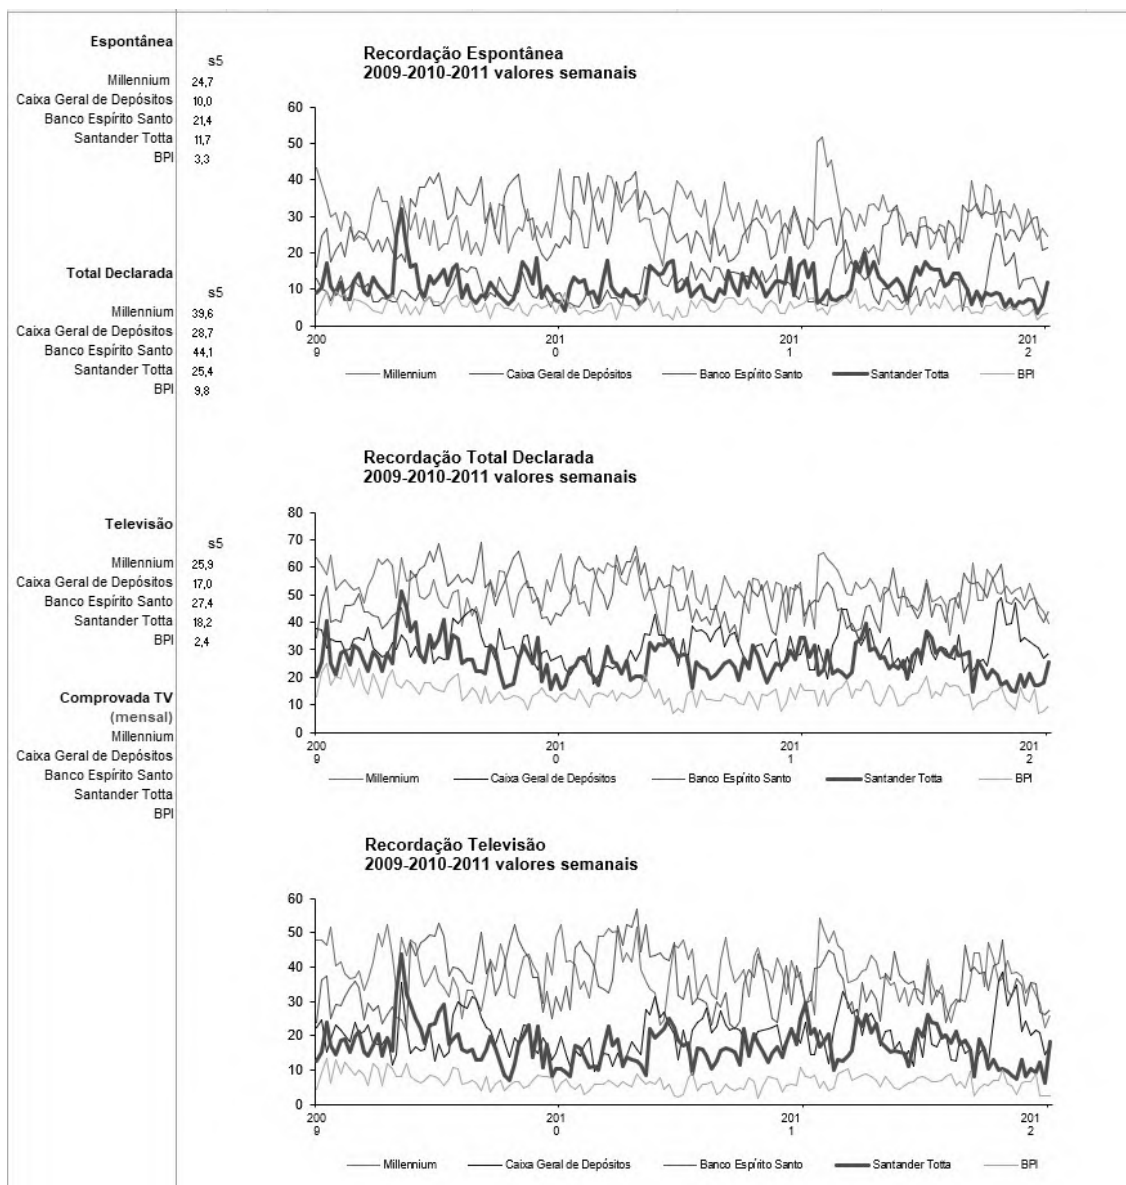 Espontânea
s5
Millennium 24,7
Caixa Geral de Depósitos 10,0
Banco Espírito Santo 21,4
Santander Totta 11,7
BPI 3,3
Recordação Espontânea
2009-2010-2011 valores semanais
60
50
40
30
20
10
0
200
9
201
0
201
1
201
2
Millennium Caixa Geral de Depósitos Banco Espírito Santo Santander Totta BPI
Total Declarada
s5
Millennium 39,6
Caixa Geral de Depósitos 28,7
Banco Espírito Santo 44,1
Santander Totta 25,4
BPI 9,8
Recordação Total Declarada
2009-2010-2011 valores semanais
80
70
60
50
40
30
20
10
0
200
9
201
0
201
1
201
2
Millennium Caixa Geral de Depósitos Banco Espírito Santo Santander Totta BPI
Televisão
s5
Millennium 25,9
Caixa Geral de Depósitos 17,0
Banco Espírito Santo 27,4
Santander Totta 18,2
BPI 2,4
Comprovada TV
(mensal)
Millennium
Caixa Geral de Depósitos
Banco Espírito Santo
Santander Totta
BPI
Recordação Televisão
2009-2010-2011 valores semanais
60
50
40
30
20
10
0
200
9
201
0
201
1
201
2
Millennium Caixa Geral de Depósitos Banco Espírito Santo Santander Totta BPI